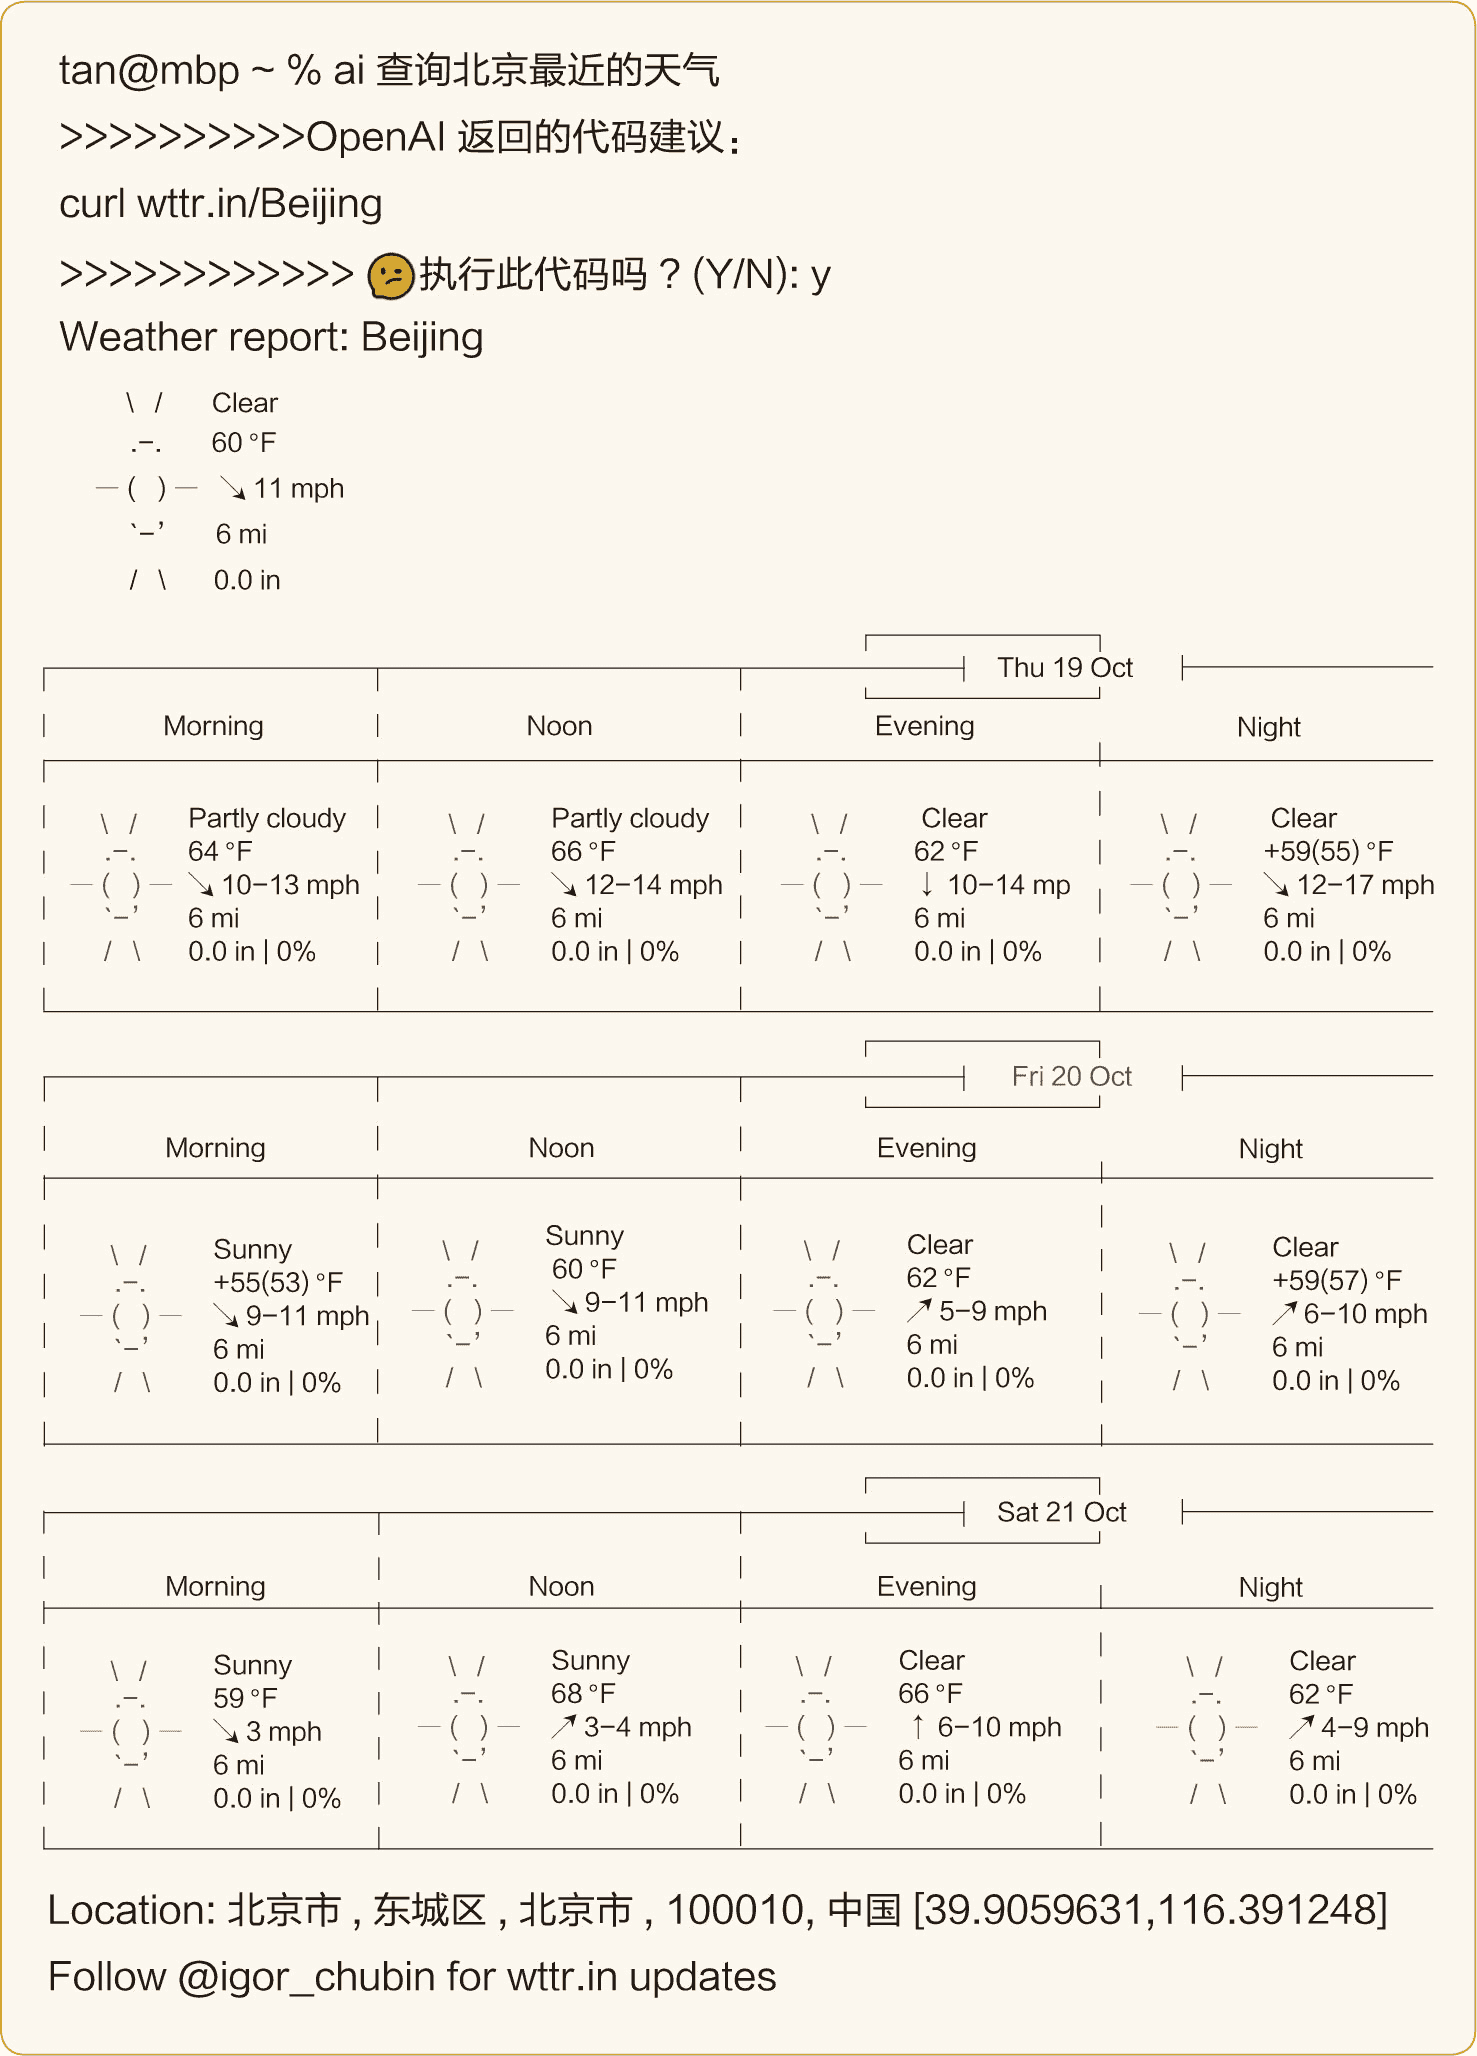 tan@mbp ~ % ai 查询北京最近的天气
>>>>>>>>>>OpenAI 返回的代码建议：
curl wttr.in/Beijing
>>>>>>>>>>>> 🫤执行此代码吗？(Y/N): y
Weather report: Beijing
\ / Clear
.–. 60 °F
— ( ) — ↘ 11 mph
`–’ 6 mi
/ \ 0.0 in
Thu 19 Oct
Morning Noon Evening Night
\ / Partly cloudy \ / Partly cloudy \ / Clear \ / Clear
.–. 64 °F .–. 66 °F .–. 62 °F .–. +59(55) °F
— ( ) — ↘ 10–13 mph — ( ) — ↘ 12–14 mph — ( ) — ↓ 10–14 mp — ( ) — ↘ 12–17 mph
`–’ 6 mi `–’ 6 mi `–’ 6 mi `–’ 6 mi
/ \ 0.0 in | 0% / \ 0.0 in | 0% / \ 0.0 in | 0% / \ 0.0 in | 0%
Fri 20 Oct
Morning Noon Evening Night
\ / Sunny \ / Sunny \ / Clear \ / Clear
.–. +55(53) °F .–. 60 °F .–. 62 °F .–. +59(57) °F
— ( ) — ↘ 9–11 mph — ( ) — ↘ 9–11 mph — ( ) — ↗ 5–9 mph — ( ) — ↗ 6–10 mph
`–’ 6 mi `–’ 6 mi `–’ 6 mi `–’ 6 mi
/ \ 0.0 in | 0% / \ 0.0 in | 0% / \ 0.0 in | 0% / \ 0.0 in | 0%
Sat 21 Oct
Morning Noon Evening Night
\ / Sunny \ / Sunny \ / Clear \ / Clear
.–. 59 °F .–. 68 °F .–. 66 °F .–. 62 °F
— ( ) — ↘ 3 mph — ( ) — ↗ 3–4 mph — ( ) — ↑ 6–10 mph — ( ) — ↗ 4–9 mph
`–’ 6 mi `–’ 6 mi `–’ 6 mi `–’ 6 mi
/ \ 0.0 in | 0% / \ 0.0 in | 0% / \ 0.0 in | 0% / \ 0.0 in | 0%
Location: 北京市 , 东城区 , 北京市 , 100010, 中国 [39.9059631,116.391248]
Follow @igor_chubin for wttr.in updates